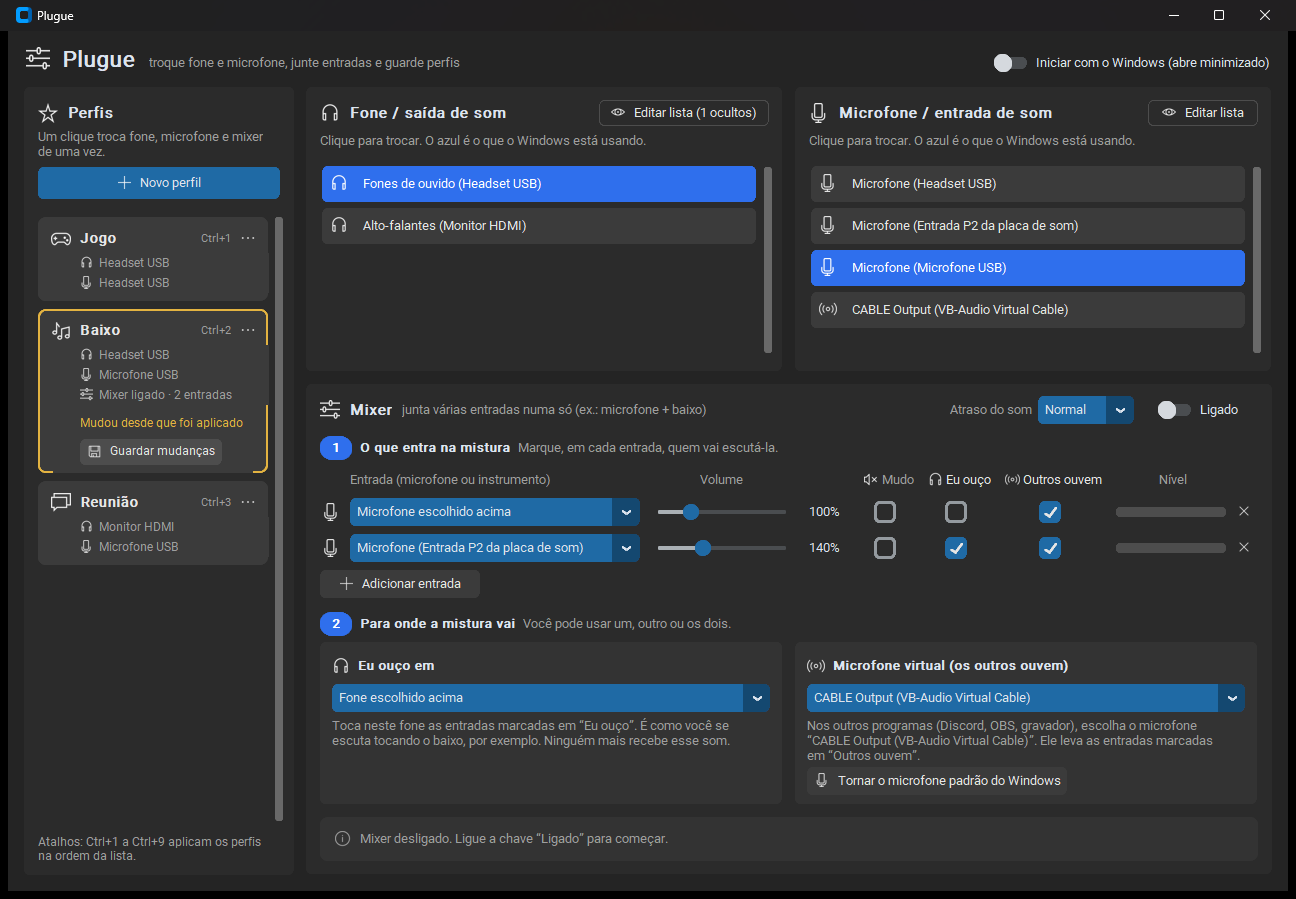 Plugue
Plugue troque fone e microfone, junte entradas e guarde perfis
Iniciar com o Windows (abre minimizado)
Perfis
Um clique troca fone, microfone e mixer
de uma vez.
Novo perfil
Jogo Ctrl+1 ···
Headset USB
Headset USB
Baixo Ctrl+2 ···
Headset USB
Microfone USB
Mixer ligado · 2 entradas
Mudou desde que foi aplicado
Guardar mudanças
Reunião Ctrl+3 ···
Monitor HDMI
Microfone USB
Atalhos: Ctrl+1 a Ctrl+9 aplicam os perfis
na ordem da lista.
Fone / saída de som
Editar lista (1 ocultos)
Clique para trocar. O azul é o que o Windows está usando.
Fones de ouvido (Headset USB)
Alto-falantes (Monitor HDMI)
Microfone / entrada de som
Editar lista
Clique para trocar. O azul é o que o Windows está usando.
Microfone (Headset USB)
Microfone (Entrada P2 da placa de som)
Microfone (Microfone USB)
CABLE Output (VB-Audio Virtual Cable)
Mixer junta várias entradas numa só (ex.: microfone + baixo)
Atraso do som Normal Ligado
1 O que entra na mistura Marque, em cada entrada, quem vai escutá-la.
Entrada (microfone ou instrumento) Volume Mudo Eu ouço Outros ouvem Nível
Microfone escolhido acima 100%
Microfone (Entrada P2 da placa de som) 140%
Adicionar entrada
2 Para onde a mistura vai Você pode usar um, outro ou os dois.
Eu ouço em
Fone escolhido acima
Toca neste fone as entradas marcadas em “Eu ouço”. É como você se
escuta tocando o baixo, por exemplo. Ninguém mais recebe esse som.
Microfone virtual (os outros ouvem)
CABLE Output (VB-Audio Virtual Cable)
Nos outros programas (Discord, OBS, gravador), escolha o microfone
“CABLE Output (VB-Audio Virtual Cable)”. Ele leva as entradas marcadas
em “Outros ouvem”.
Tornar o microfone padrão do Windows
Mixer desligado. Ligue a chave “Ligado” para começar.